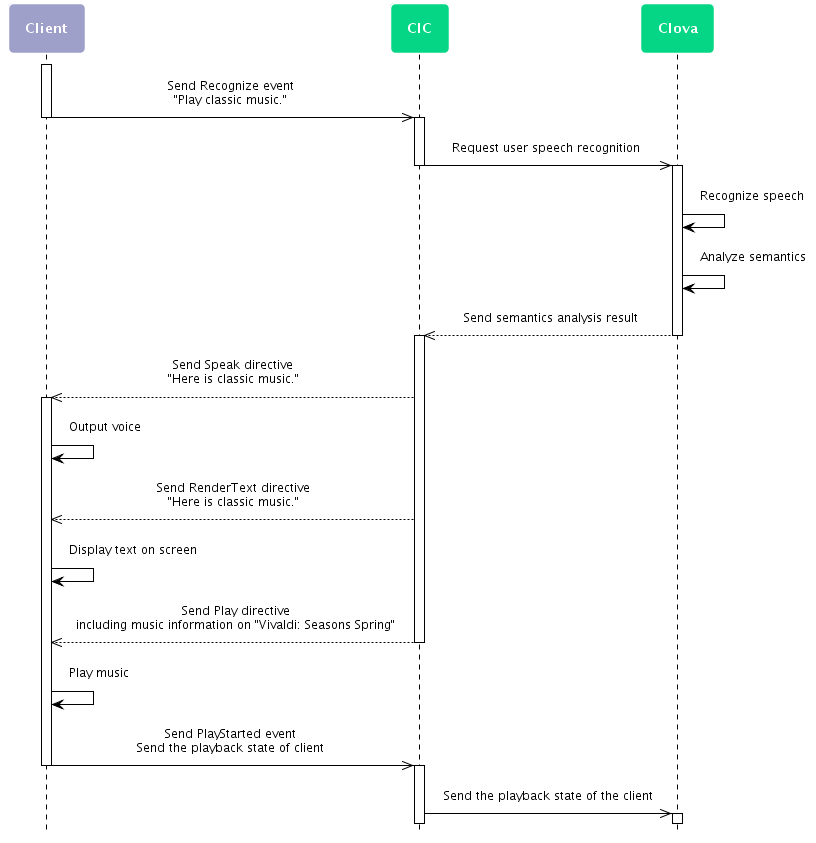 Client
CIC
Clova
Send Recognize event
"Play classic music."
Request user speech recognition
Recognize speech
Analyze semantics
Send semantics analysis result
Send Speak directive
"Here is classic music."
Output voice
Send RenderText directive
"Here is classic music."
Display text on screen
Send Play directive
including music information on "Vivaldi: Seasons Spring"
Play music
Send PlayStarted event
Send the playback state of client
Send the playback state of the client